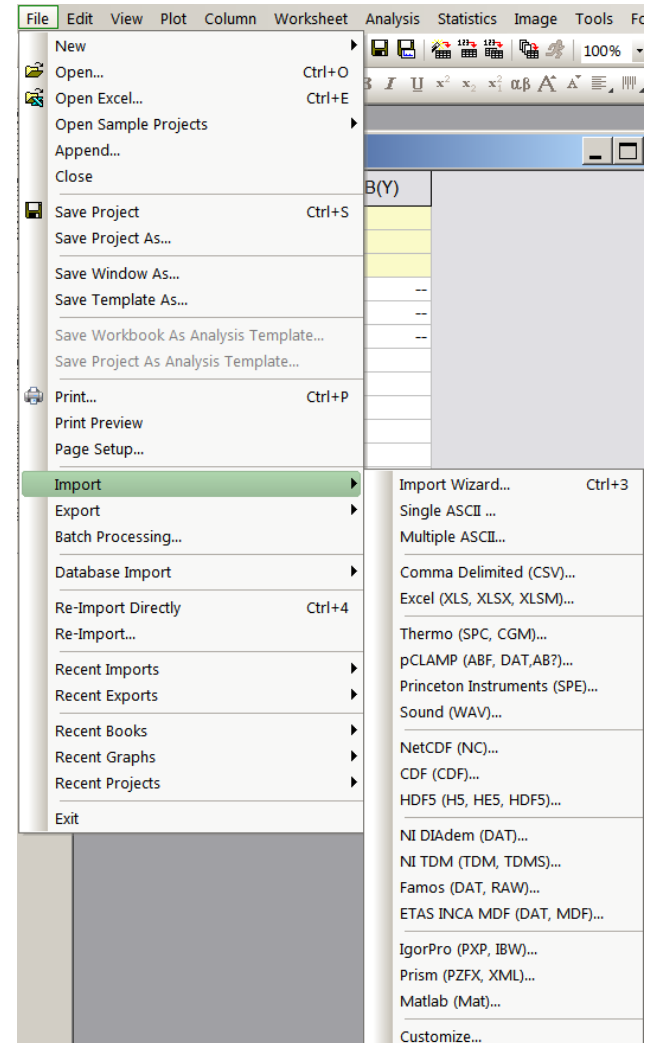 File Edit View Plot Column Worksheet Analysis Statistics Image Tools Fo
New
100%
Open... Ctrl+O
B I U x² x₂ x₁² αβ A A
Open Excel... Ctrl+E
Open Sample Projects
Append...
Close
B(Y)
Save Project Ctrl+S
Save Project As...
Save Window As...
Save Template As...
--
--
--
Save Workbook As Analysis Template...
Save Project As Analysis Template...
Print... Ctrl+P
Print Preview
Page Setup...
Import
Export
Batch Processing...
Database Import
Re-Import Directly Ctrl+4
Re-Import...
Recent Imports
Recent Exports
Recent Books
Recent Graphs
Recent Projects
Exit
Import Wizard... Ctrl+3
Single ASCII ...
Multiple ASCII...
Comma Delimited (CSV)...
Excel (XLS, XLSX, XLSM)...
Thermo (SPC, CGM)...
pCLAMP (ABF, DAT,AB?)...
Princeton Instruments (SPE)...
Sound (WAV)...
NetCDF (NC)...
CDF (CDF)...
HDF5 (H5, HE5, HDF5)...
NI DIAdem (DAT)...
NI TDM (TDM, TDMS)...
Famos (DAT, RAW)...
ETAS INCA MDF (DAT, MDF)...
IgorPro (PXP, IBW)...
Prism (PZFX, XML)...
Matlab (Mat)...
Customize...